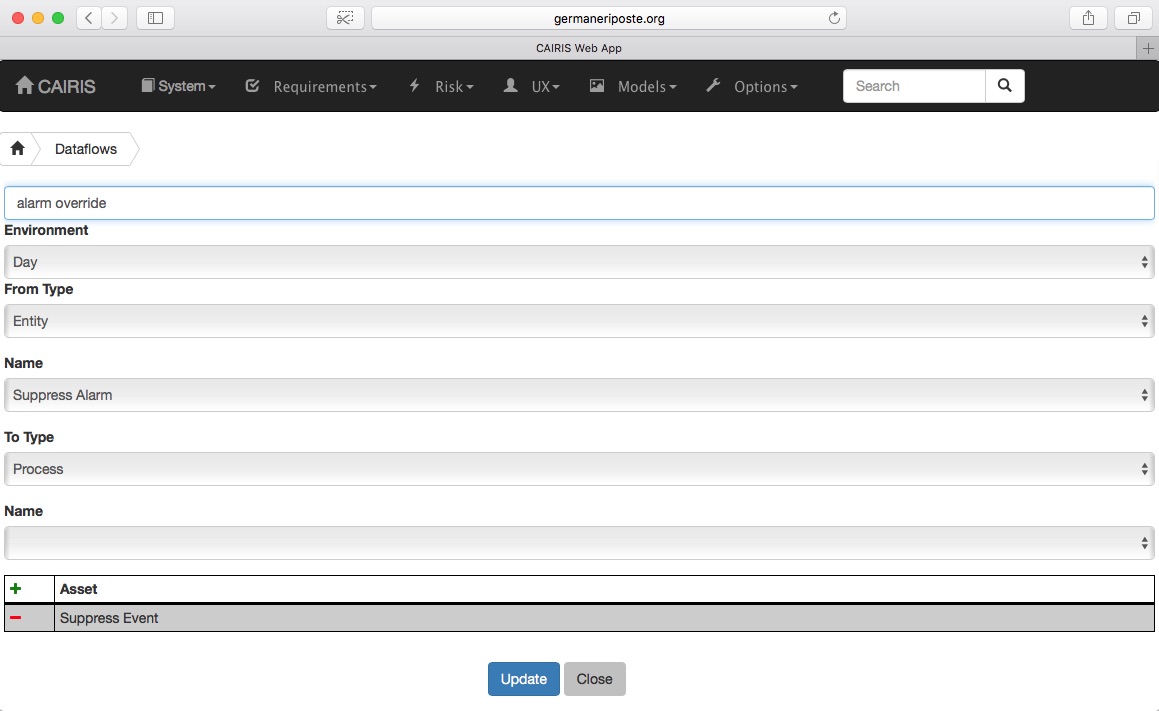 germaneriposte.org
CAIRIS Web App
CAIRIS System Requirements Risk UX Models Options Search
Dataflows
alarm override
Environment
Day
From Type
Entity
Name
Suppress Alarm
To Type
Process
Name
Asset
Suppress Event
Update Close